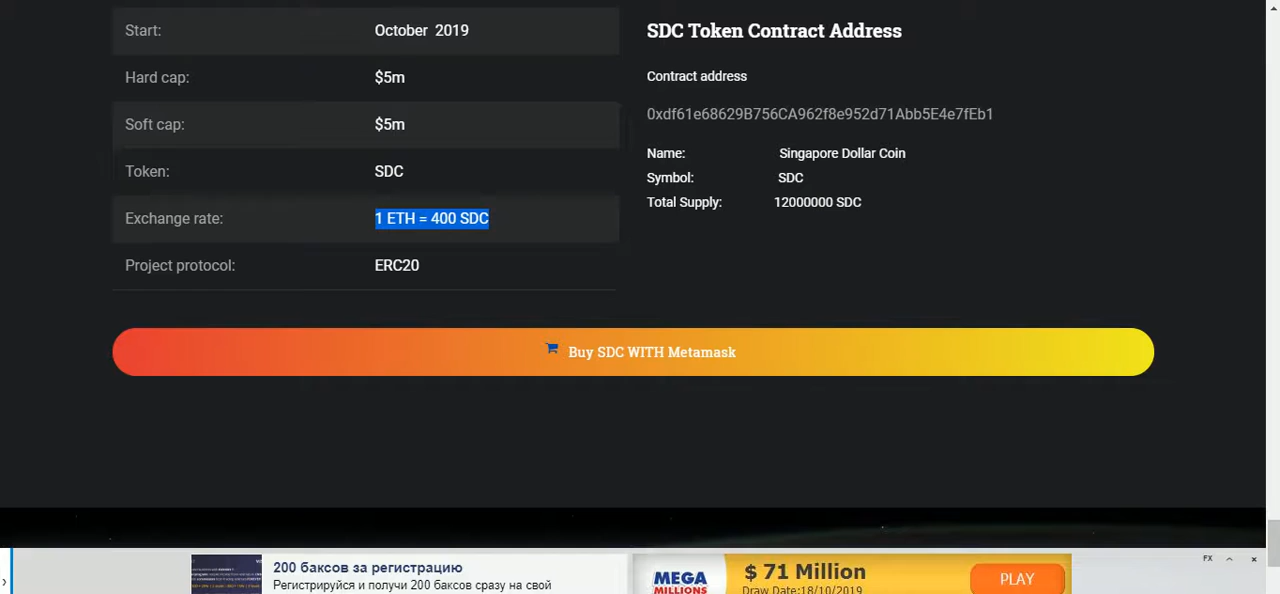 Start: October 2019
Hard cap: $5m
Soft cap: $5m
Token: SDC
Exchange rate: 1 ETH = 400 SDC
Project protocol: ERC20
SDC Token Contract Address
Contract address
0xdf61e68629B756CA962f8e952d71Abb5E4e7fEb1
Name: Singapore Dollar Coin
Symbol: SDC
Total Supply: 12000000 SDC
Buy SDC WITH Metamask
200 баксов за регистрацию
Регистрируйся и получи 200 баксов сразу на свой
MEGA
MILLIONS
$ 71 Million
Draw Date:18/10/2019
PLAY
FX